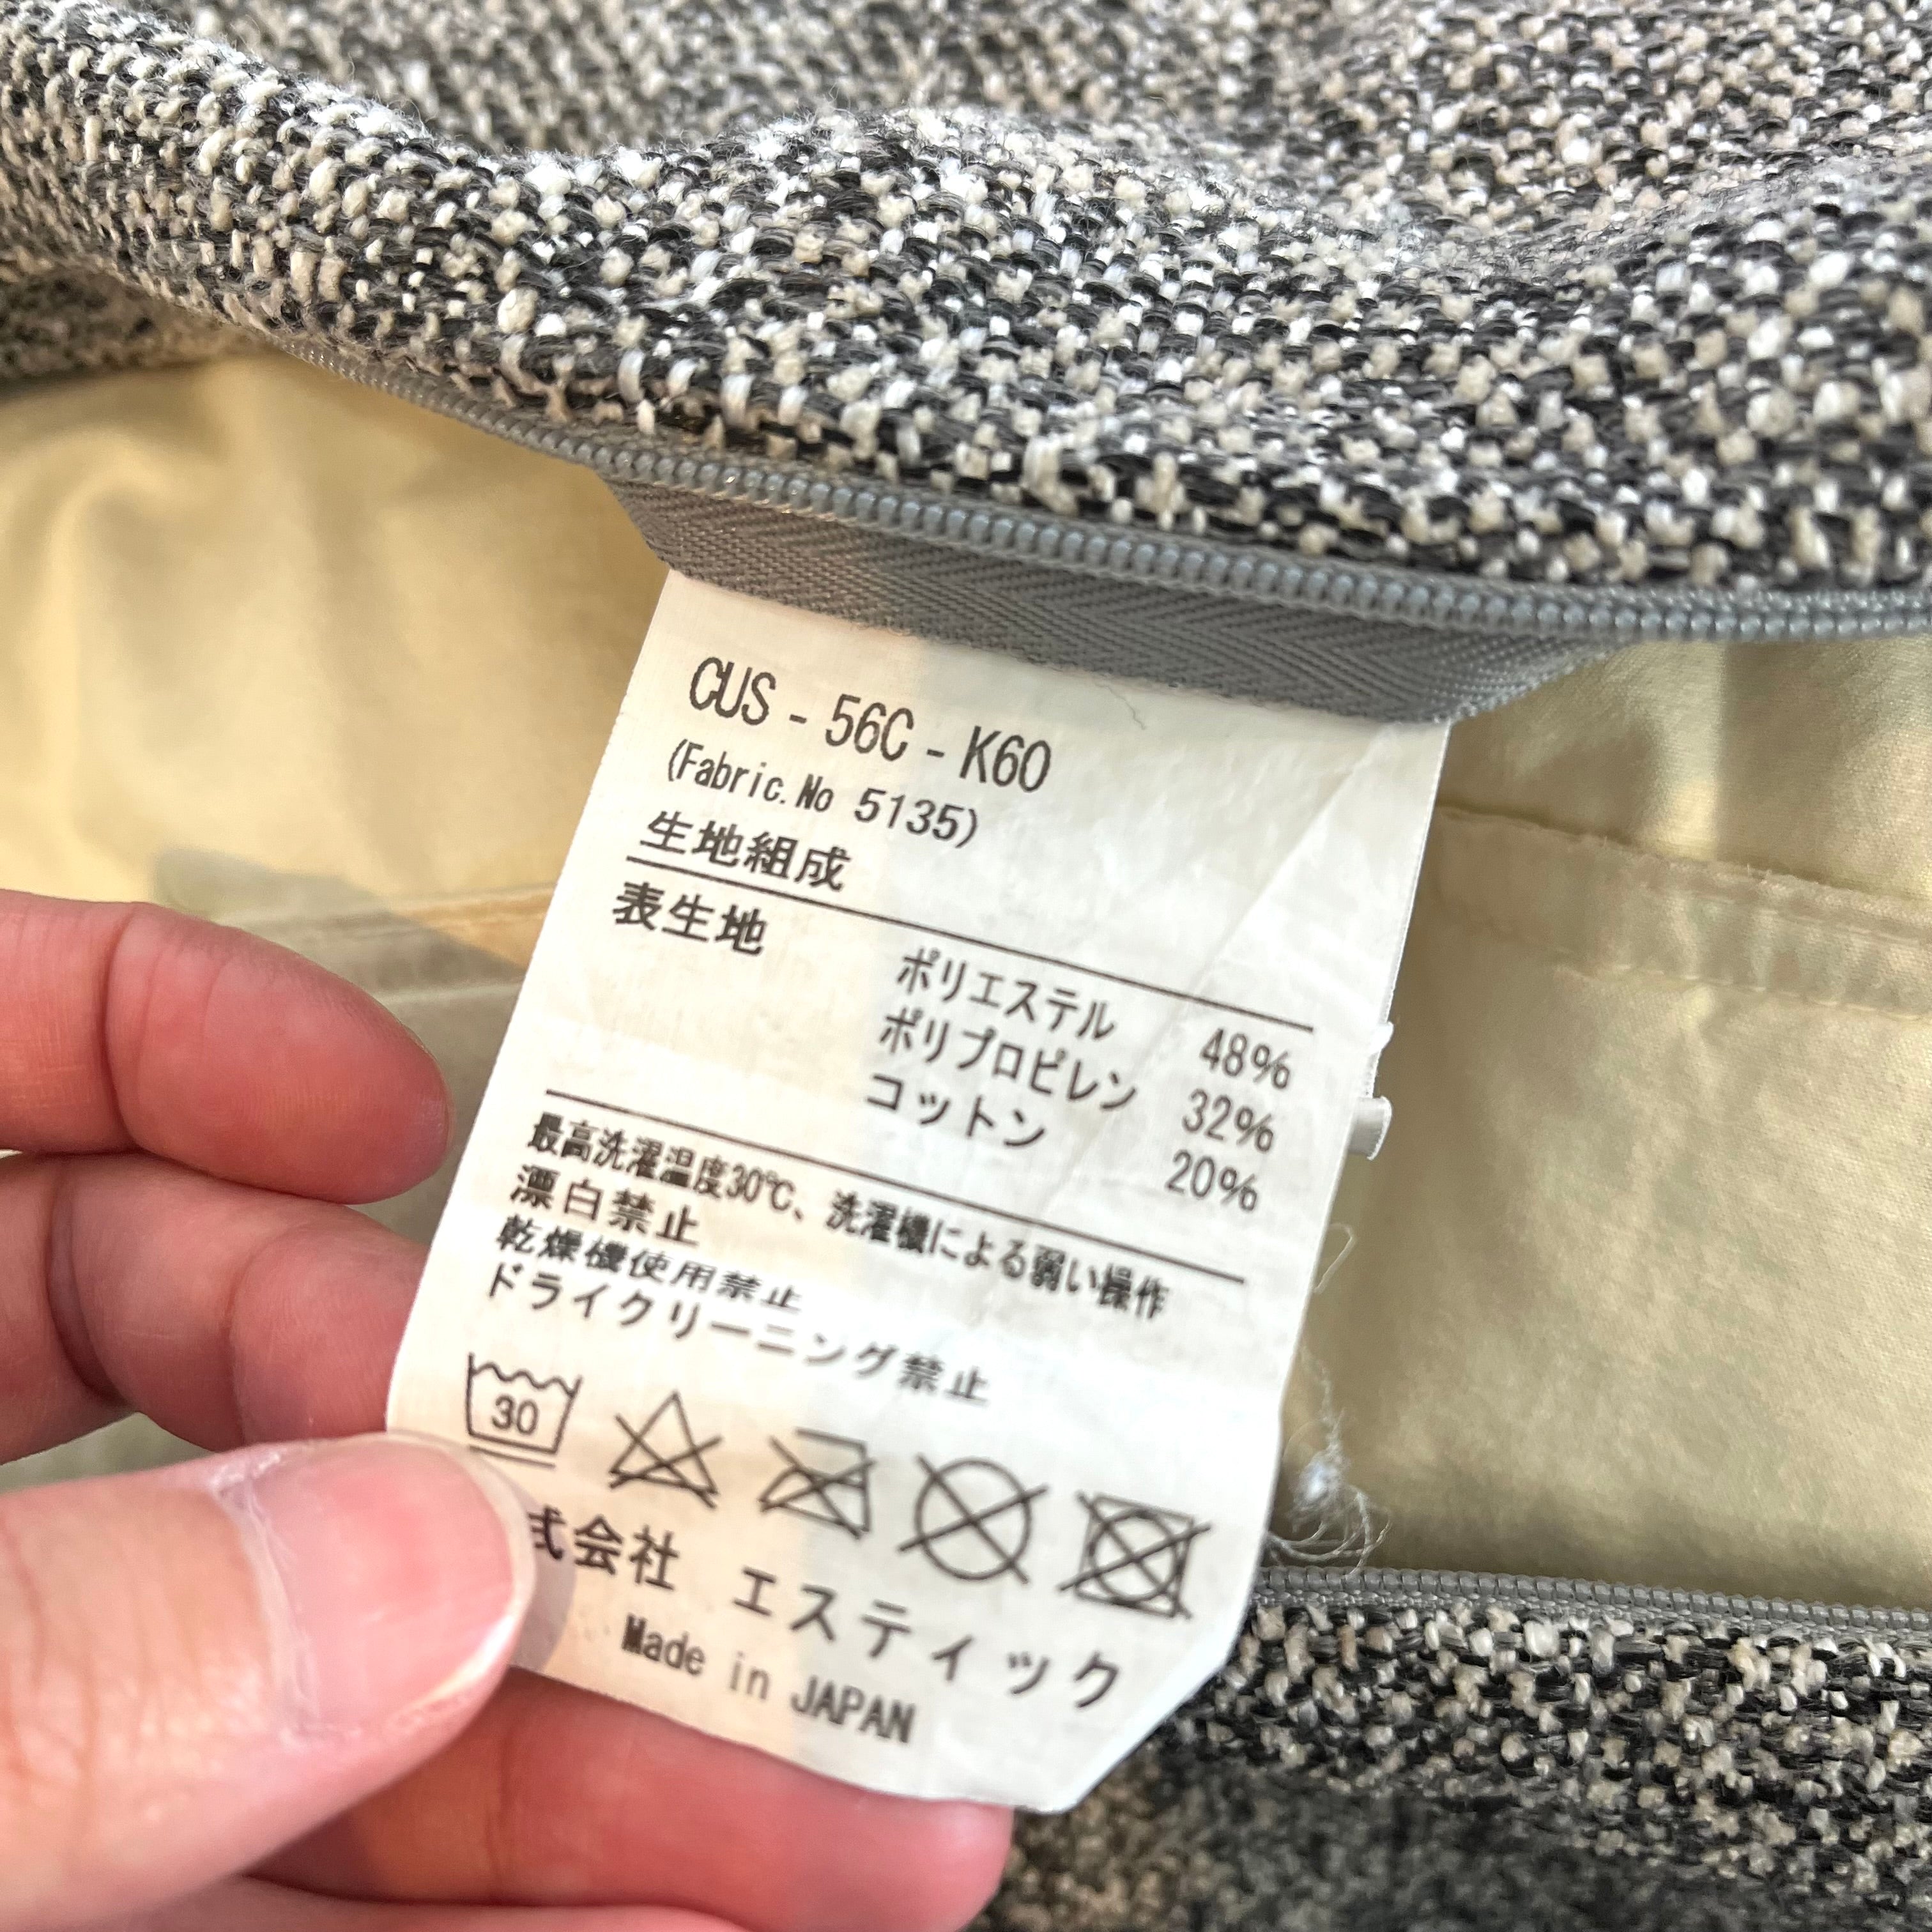 CUS - 56C - K60
(Fabric.No 5135)
生地組成
表生地
ポリエステル 48%
ポリプロピレン 32%
コットン 20%
最高洗濯温度30℃、洗濯機による弱い操作
漂白禁止
乾燥機使用禁止
ドライクリーニング禁止
30
式会社 エスティック
Made in JAPAN